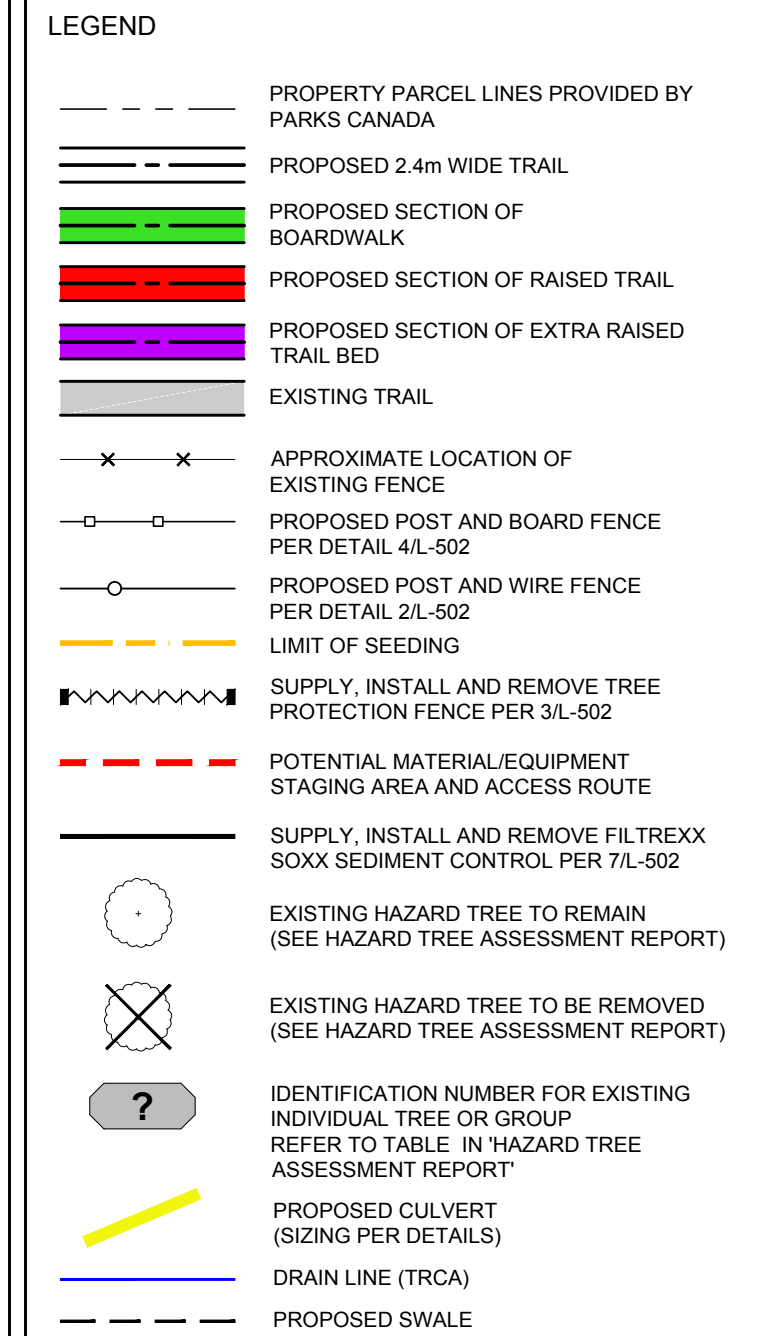 LEGEND
PROPERTY PARCEL LINES PROVIDED BY
PARKS CANADA
PROPOSED 2.4m WIDE TRAIL
PROPOSED SECTION OF
BOARDWALK
PROPOSED SECTION OF RAISED TRAIL
PROPOSED SECTION OF EXTRA RAISED
TRAIL BED
EXISTING TRAIL
APPROXIMATE LOCATION OF
EXISTING FENCE
PROPOSED POST AND BOARD FENCE
PER DETAIL 4/L-502
PROPOSED POST AND WIRE FENCE
PER DETAIL 2/L-502
LIMIT OF SEEDING
SUPPLY, INSTALL AND REMOVE TREE
PROTECTION FENCE PER 3/L-502
POTENTIAL MATERIAL/EQUIPMENT
STAGING AREA AND ACCESS ROUTE
SUPPLY, INSTALL AND REMOVE FILTREXX
SOXX SEDIMENT CONTROL PER 7/L-502
EXISTING HAZARD TREE TO REMAIN
(SEE HAZARD TREE ASSESSMENT REPORT)
EXISTING HAZARD TREE TO BE REMOVED
(SEE HAZARD TREE ASSESSMENT REPORT)
?
IDENTIFICATION NUMBER FOR EXISTING
INDIVIDUAL TREE OR GROUP
REFER TO TABLE IN 'HAZARD TREE
ASSESSMENT REPORT'
PROPOSED CULVERT
(SIZING PER DETAILS)
DRAIN LINE (TRCA)
PROPOSED SWALE